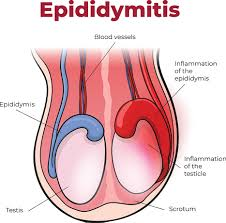 Epididymitis
Blood vessels
Inflammation
of the
epididymis
Epididymis
Inflammation
of the
testicle
Testis
Scrotum